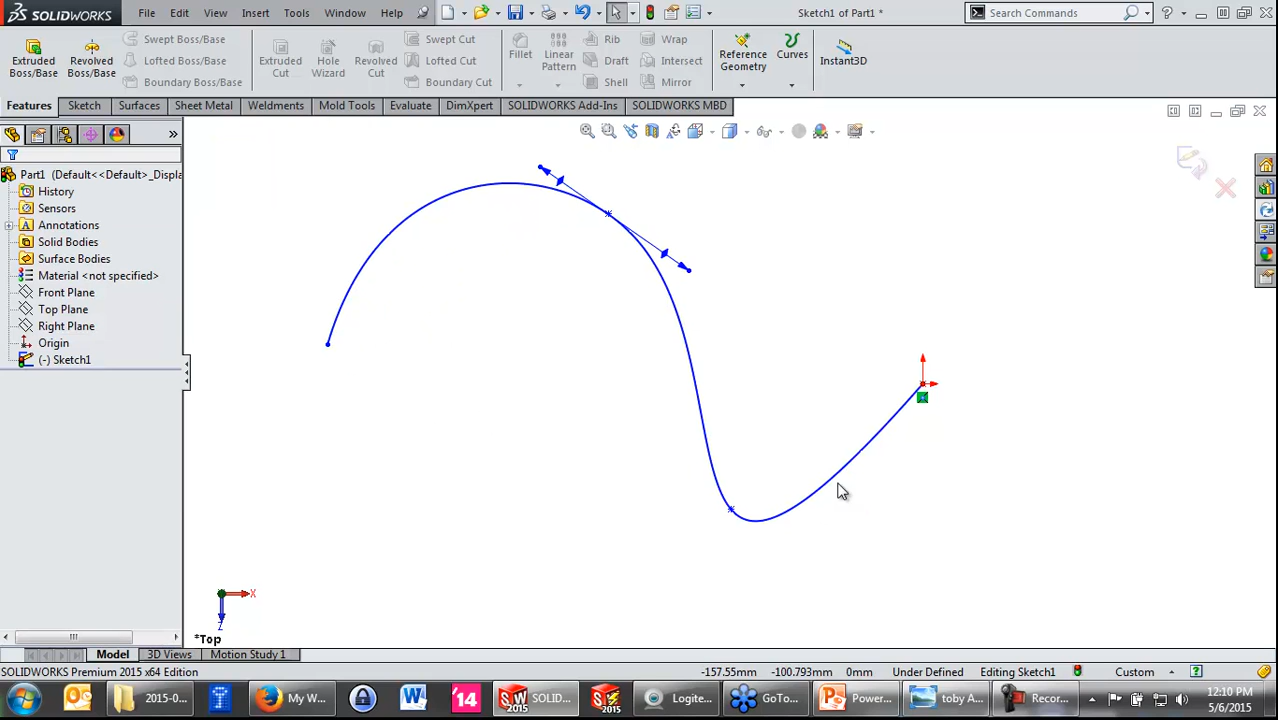 SOLIDWORKS File Edit View Insert Tools Window Help Sketch1 of Part1 * Search Commands ?
Extruded Boss/Base
Revolved Boss/Base
Swept Boss/Base
Lofted Boss/Base
Boundary Boss/Base
Extruded Cut
Hole Wizard
Revolved Cut
Swept Cut
Lofted Cut
Boundary Cut
Fillet
Linear Pattern
Rib
Draft
Shell
Wrap
Intersect
Mirror
Reference Geometry
Curves
Instant3D
Features Sketch Surfaces Sheet Metal Weldments Mold Tools Evaluate DimXpert SOLIDWORKS Add-Ins SOLIDWORKS MBD
»
Part1 (Default<<Default>_Displa
History
Sensors
A Annotations
Solid Bodies
Surface Bodies
Material <not specified>
Front Plane
Top Plane
Right Plane
Origin
(-) Sketch1
X
Z
*Top
Model 3D Views Motion Study 1
SOLIDWORKS Premium 2015 x64 Edition -157.55mm -100.793mm 0mm Under Defined Editing Sketch1 Custom ?
2015-0... My W... '14 SOLID... Logite... GoTo... Power... toby A... Recor...
2015 2015
12:10 PM
5/6/2015